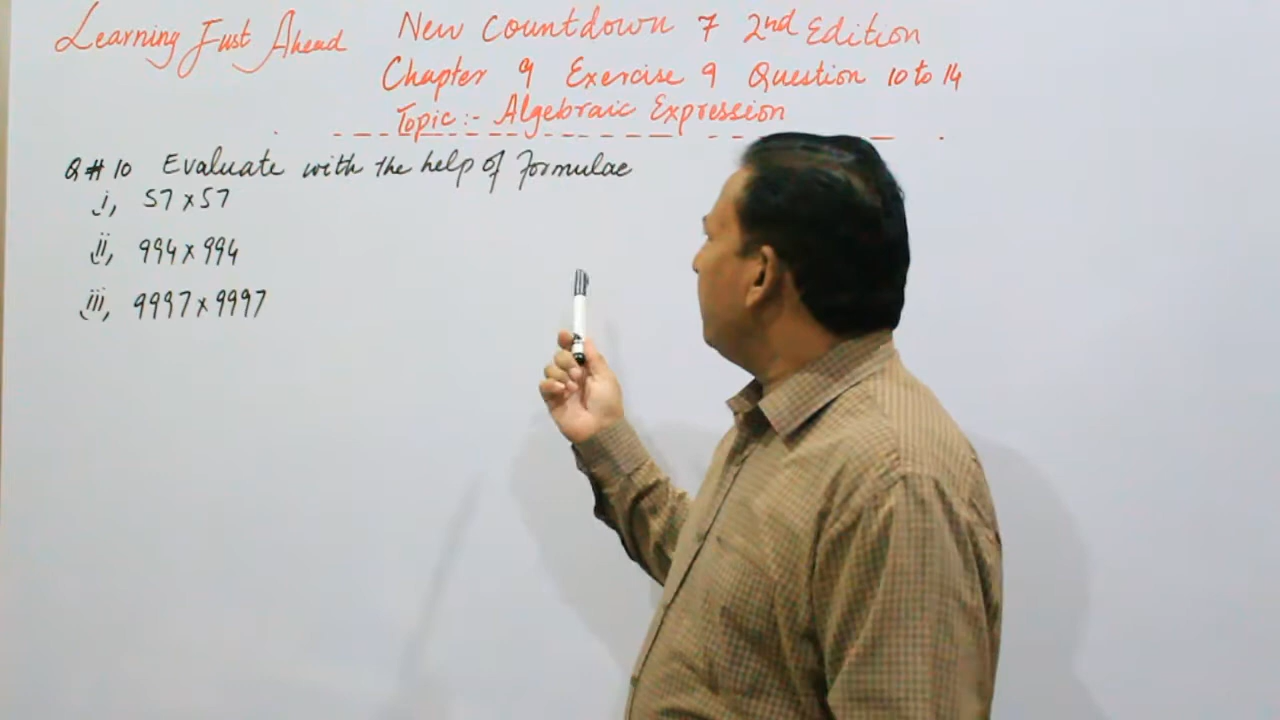 Learning Just Ahead
New Countdown 7 2nd Edition
Chapter 9 Exercise 9 Question 10 to 14
Topic:- Algebraic Expression
Q#10 Evaluate with the help of Formulae
i, 57×57
ii, 994×994
iii, 9997×9997